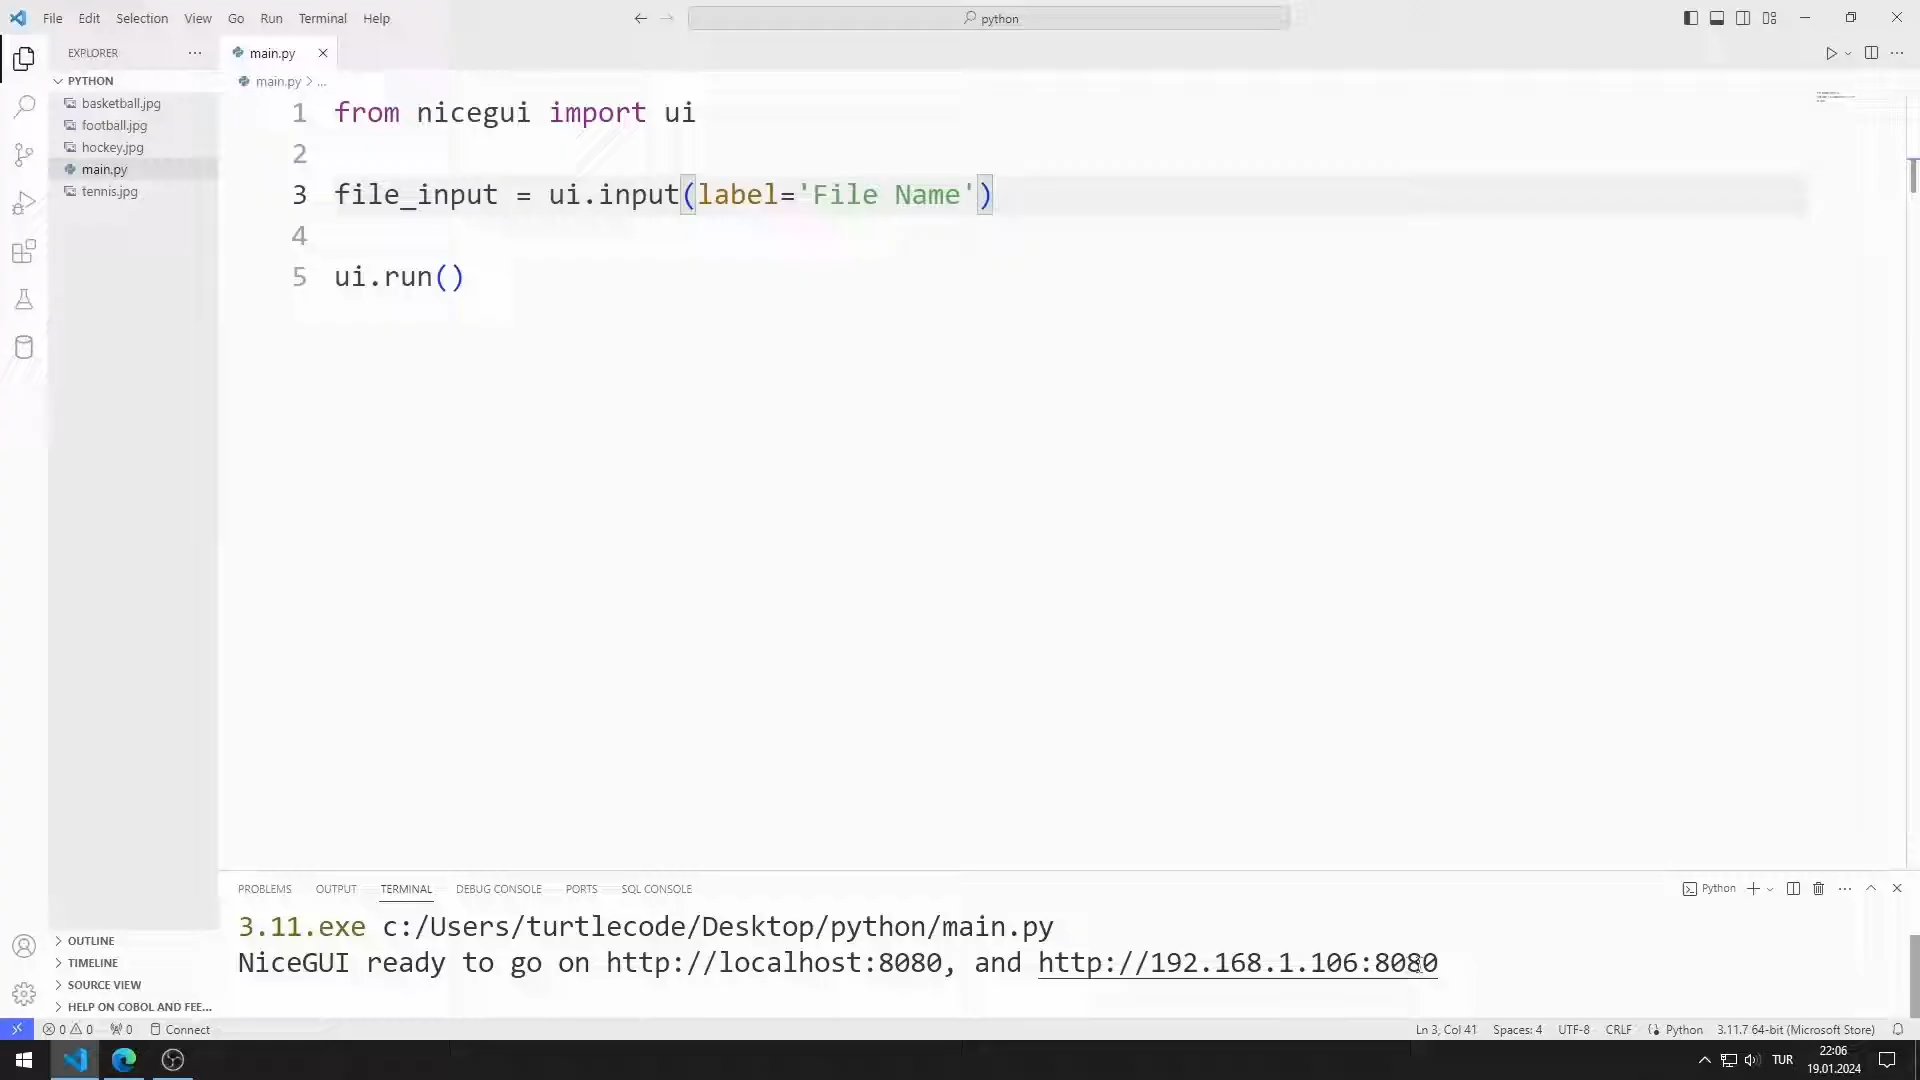 File Edit Selection View Go Run Terminal Help
python
EXPLORER
main.py
PYTHON
main.py > ...
basketball.jpg
football.jpg
hockey.jpg
main.py
tennis.jpg
1 from nicegui import ui
2
3 file_input = ui.input(label='File Name')
4
5 ui.run()
PROBLEMS OUTPUT TERMINAL DEBUG CONSOLE PORTS SQL CONSOLE
Python
3.11.exe c:/Users/turtlecode/Desktop/python/main.py
NiceGUI ready to go on http://localhost:8080, and http://192.168.1.106:8080
OUTLINE
TIMELINE
SOURCE VIEW
HELP ON COBOL AND FEE...
0 0 0 Connect
Ln 3, Col 41 Spaces: 4 UTF-8 CRLF Python 3.11.7 64-bit (Microsoft Store)
TUR
22:06
19.01.2024